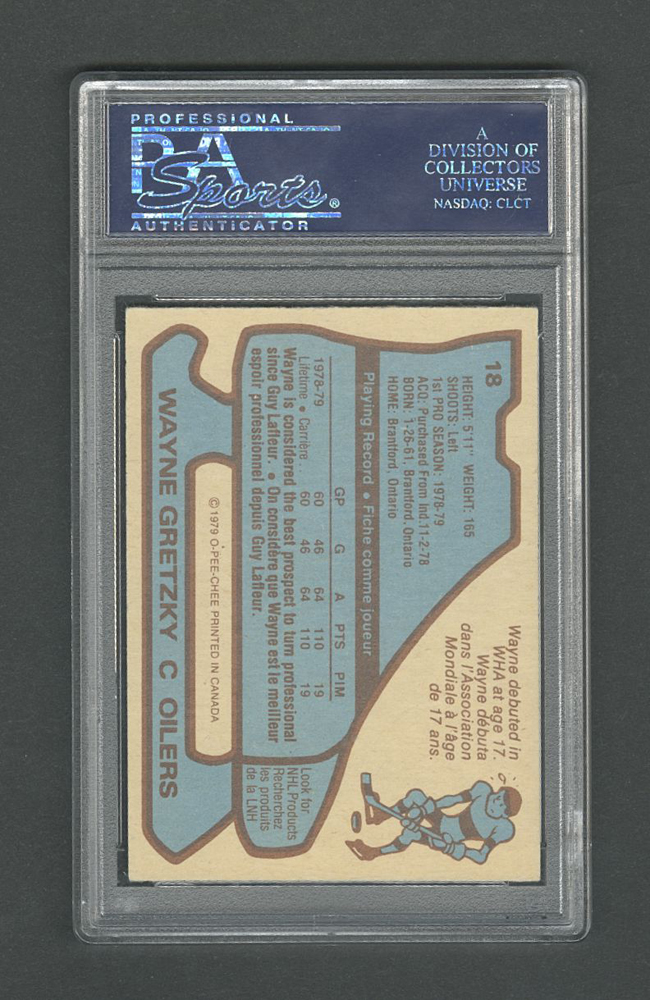 PROFESSIONAL
PSA
Sports®
AUTHENTICATOR
A
DIVISION OF
COLLECTORS
UNIVERSE
NASDAQ: CLCT
18
HEIGHT: 5'11" WEIGHT: 165
SHOOTS: Left
1st PRO SEASON: 1978-79
ACQ: Purchased From Ind. 11-2-78
BORN: 1-26-61, Brantford, Ontario
HOME: Brantford, Ontario
Wayne debuted in
WHA at age 17.
Wayne débuta
dans l'Association
Mondiale à l'âge
de 17 ans.
Playing Record • Fiche comme joueur
GP G A PTS PIM
1978-79 60 46 64 110 19
Lifetime • Carrière . . 60 46 64 110 19
Wayne is considered the best prospect to turn professional
since Guy Lafleur. • On considère que Wayne est le meilleur
espoir professionnel depuis Guy Lafleur.
Look for
NHL Products
Recherchez
les produits
de la LNH
© 1979 O-PEE-CHEE PRINTED IN CANADA
WAYNE GRETZKY C OILERS